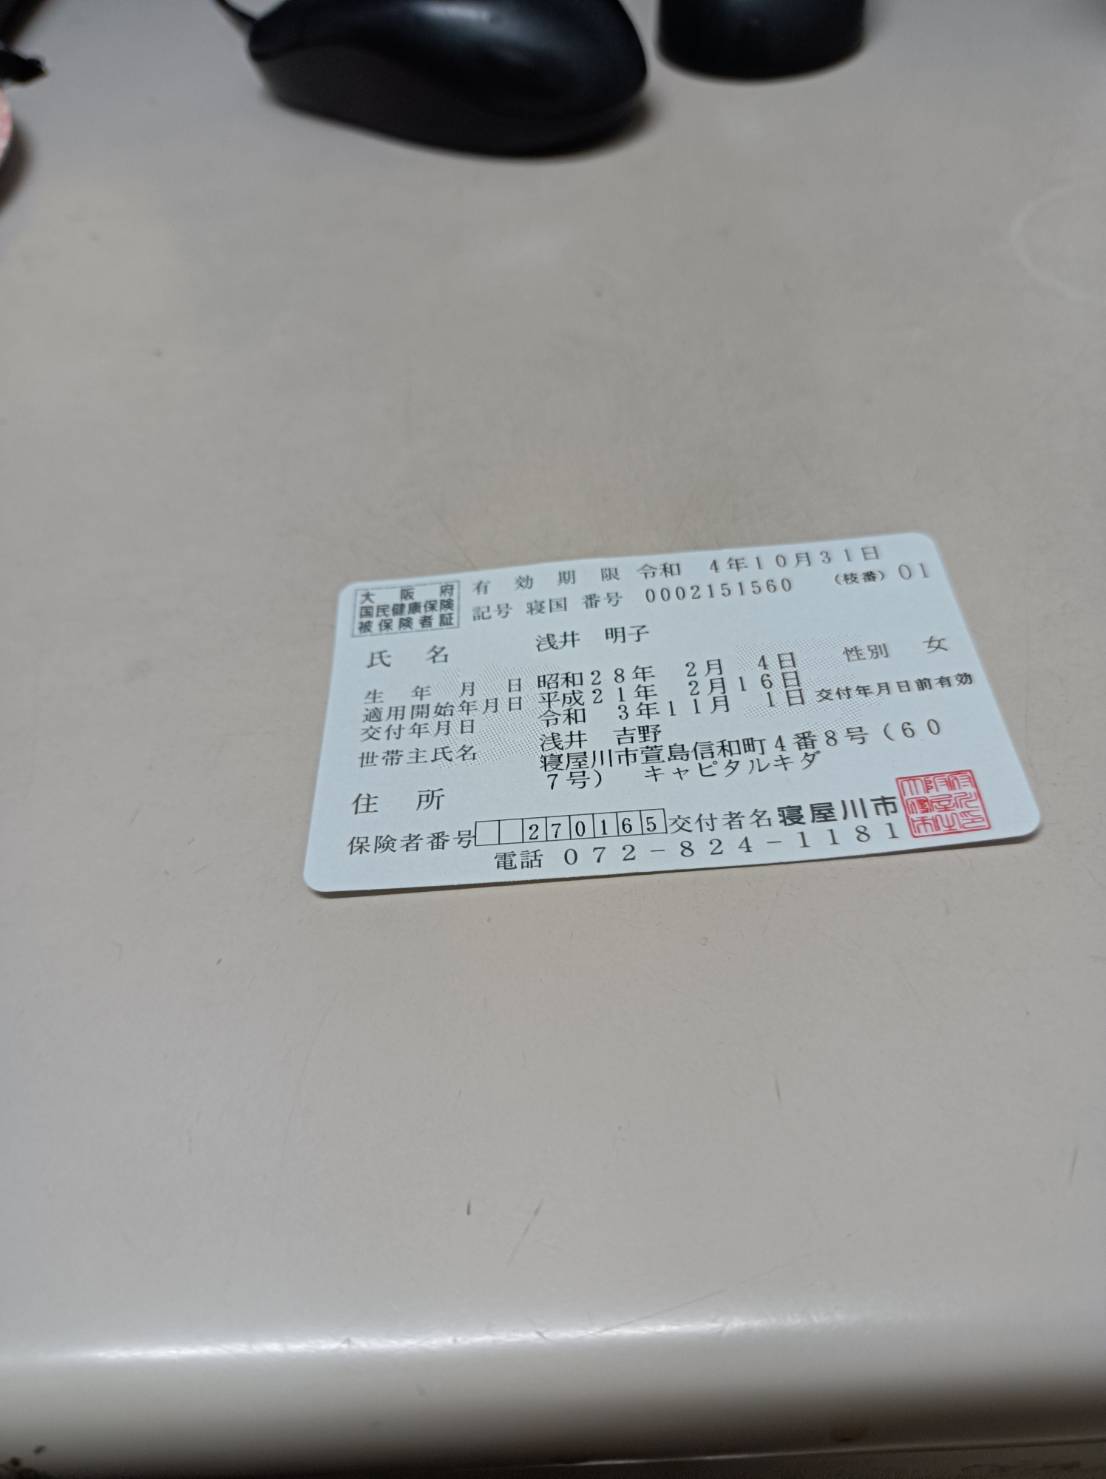 大阪府
国民健康保険
被保険者証
有効期限 令和 4年10月31日
記号 寝国 番号 0002151560 (枝番) 01
氏名 浅井 明子
生年月日 昭和28年 2月 4日 性別 女
適用開始年月日 平成21年 2月16日
交付年月日 令和 3年11月 1日 交付年月日前有効
世帯主氏名 浅井 吉野
住所 寝屋川市萱島信和町4番8号(60
7号) キャピタルキダ
保険者番号 270165 交付者名 寝屋川市
電話 072-824-1181